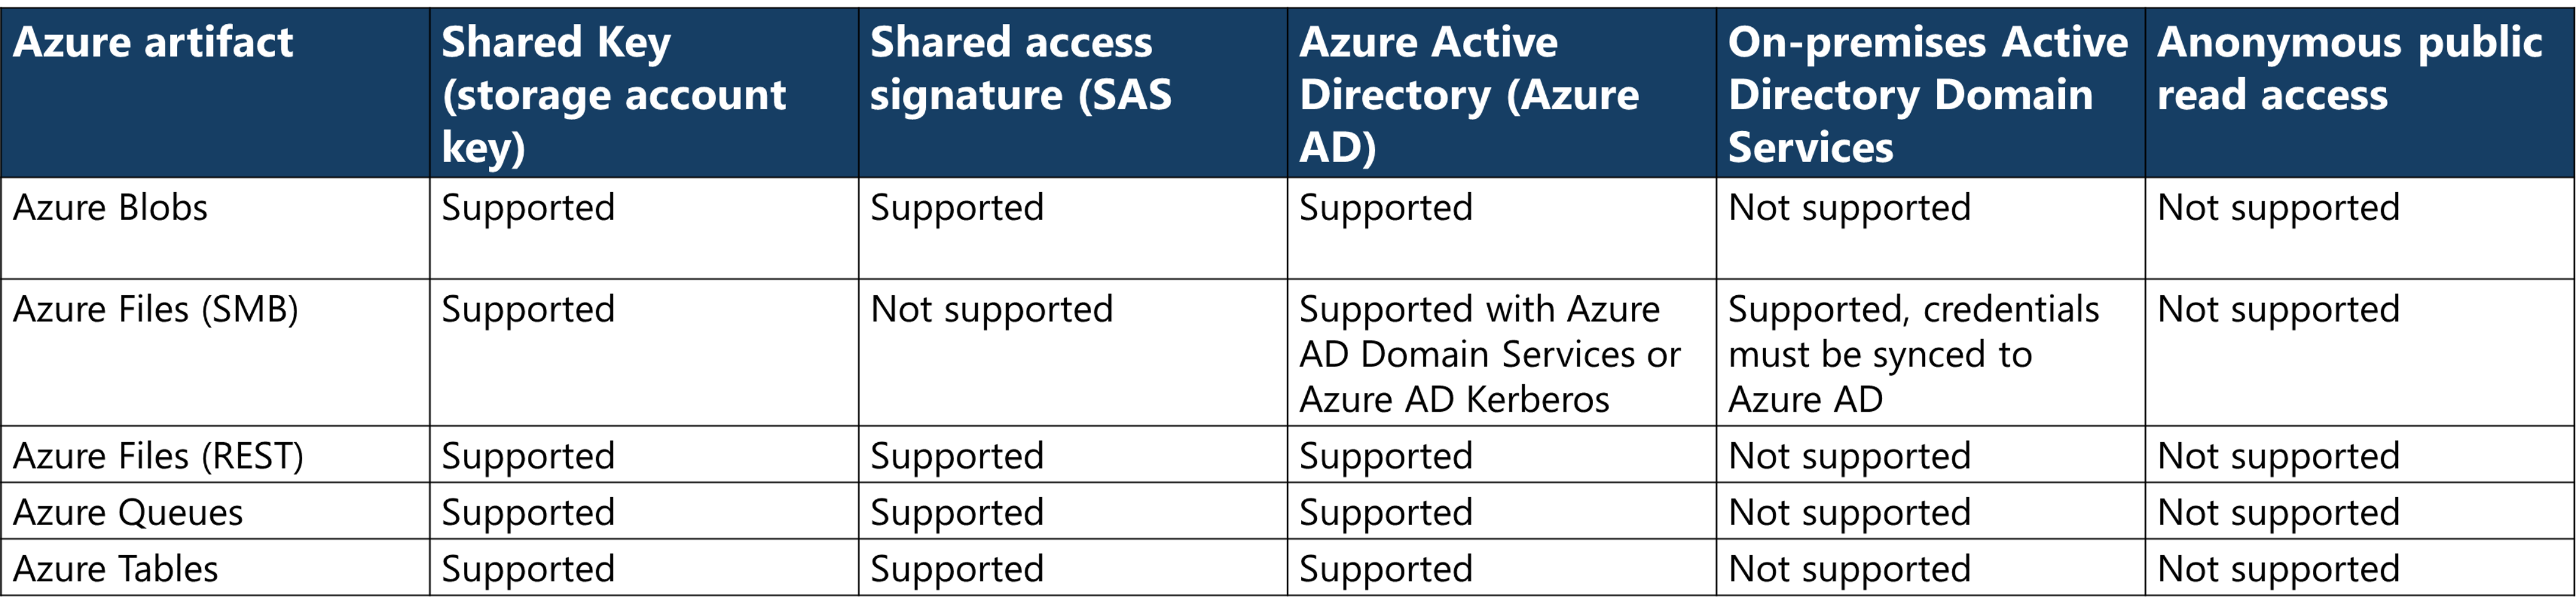 Azure artifact
Shared Key
(storage account
key)
Shared access
signature (SAS
Azure Active
Directory (Azure
AD)
On-premises Active
Directory Domain
Services
Anonymous public
read access
Azure Blobs
Supported
Supported
Supported
Not supported
Not supported
Azure Files (SMB)
Supported
Not supported
Supported with Azure
AD Domain Services or
Azure AD Kerberos
Supported, credentials
must be synced to
Azure AD
Not supported
Azure Files (REST)
Supported
Supported
Supported
Not supported
Not supported
Azure Queues
Supported
Supported
Supported
Not supported
Not supported
Azure Tables
Supported
Supported
Supported
Not supported
Not supported